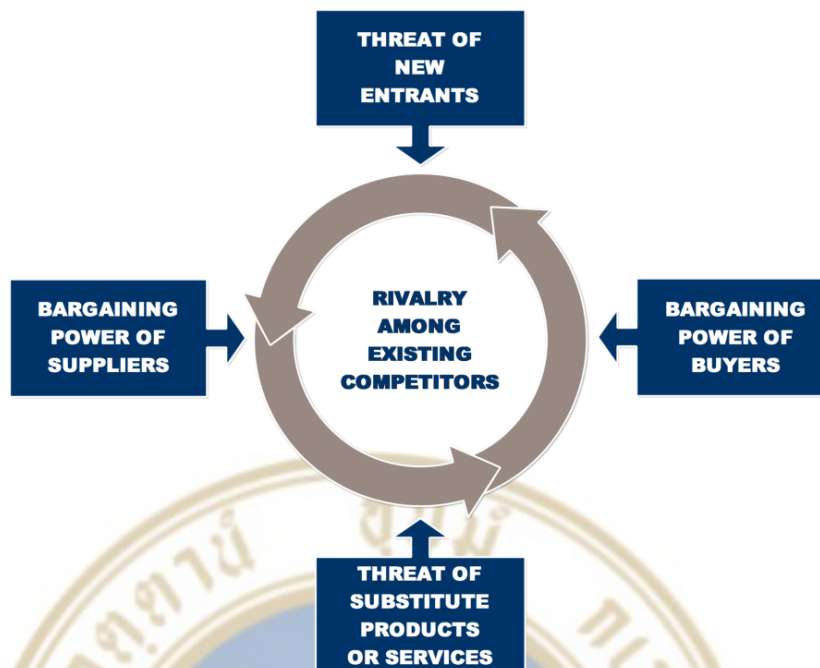 THREAT OF
NEW
ENTRANTS
BARGAINING
POWER OF
SUPPLIERS
RIVALRY
AMONG
EXISTING
COMPETITORS
BARGAINING
POWER OF
BUYERS
THREAT OF
SUBSTITUTE
PRODUCTS
OR SERVICES